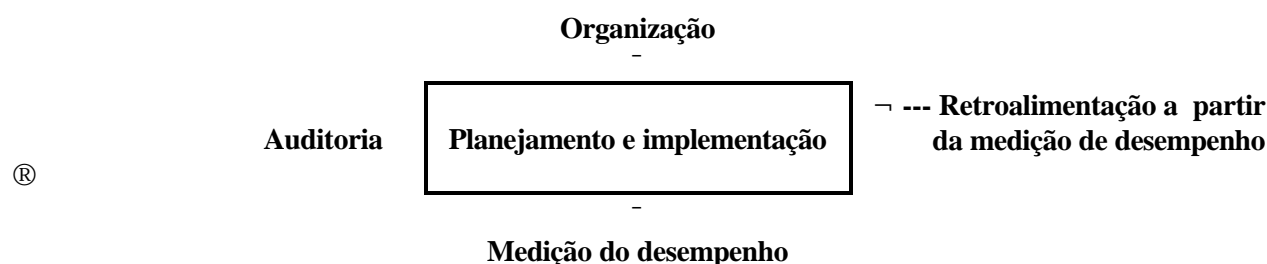 Organização
–
¬ --- Retroalimentação a partir
Auditoria Planejamento e implementação da medição de desempenho
®
–
Medição do desempenho